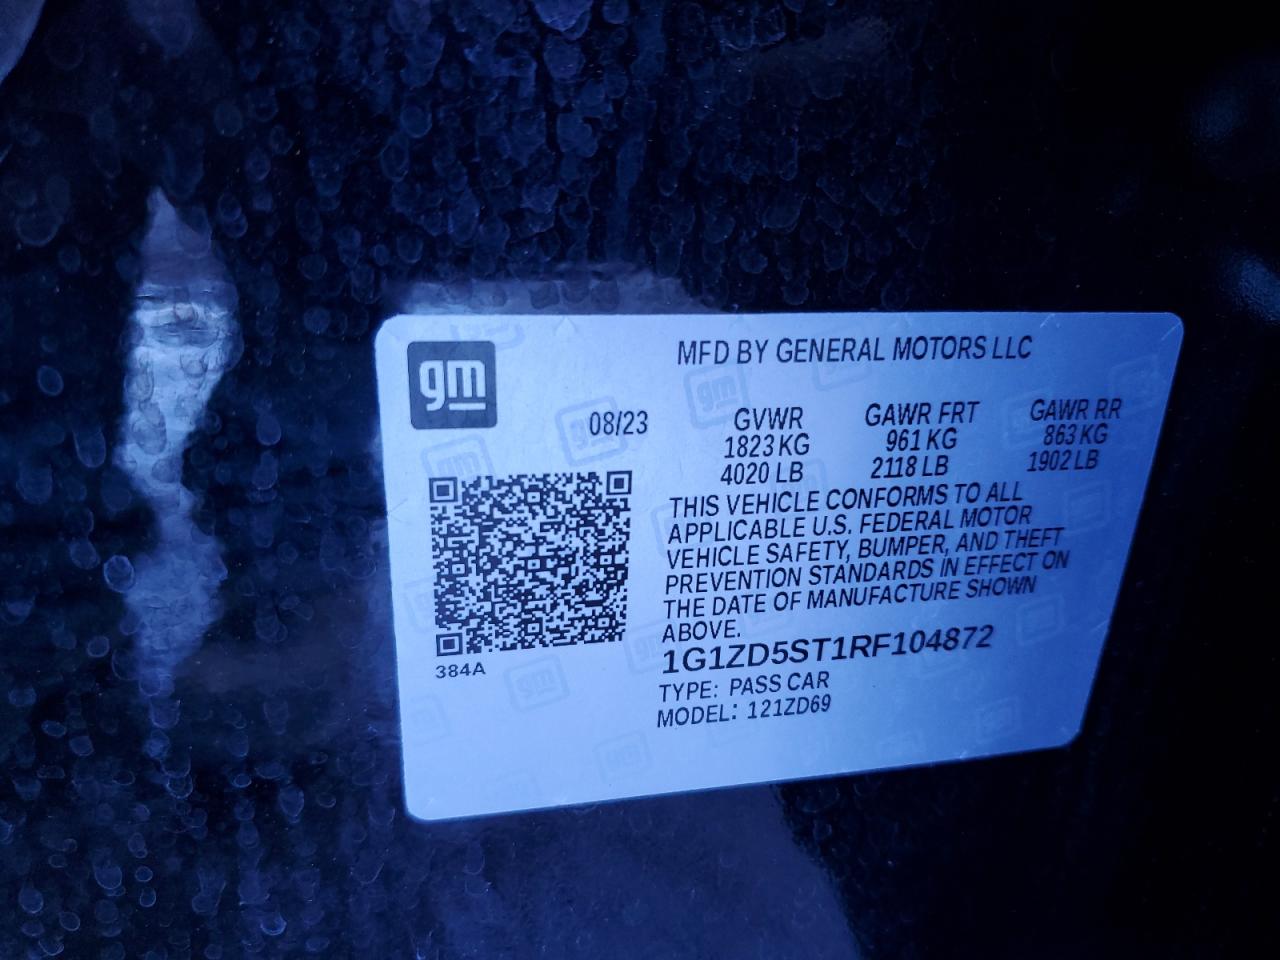 gm
MFD BY GENERAL MOTORS LLC
08/23
GVWR GAWR FRT GAWR RR
1823 KG 961 KG 863 KG
4020 LB 2118 LB 1902 LB
THIS VEHICLE CONFORMS TO ALL
APPLICABLE U.S. FEDERAL MOTOR
VEHICLE SAFETY, BUMPER, AND THEFT
PREVENTION STANDARDS IN EFFECT ON
THE DATE OF MANUFACTURE SHOWN
ABOVE.
1G1ZD5ST1RF104872
384A
TYPE: PASS CAR
MODEL: 121ZD69